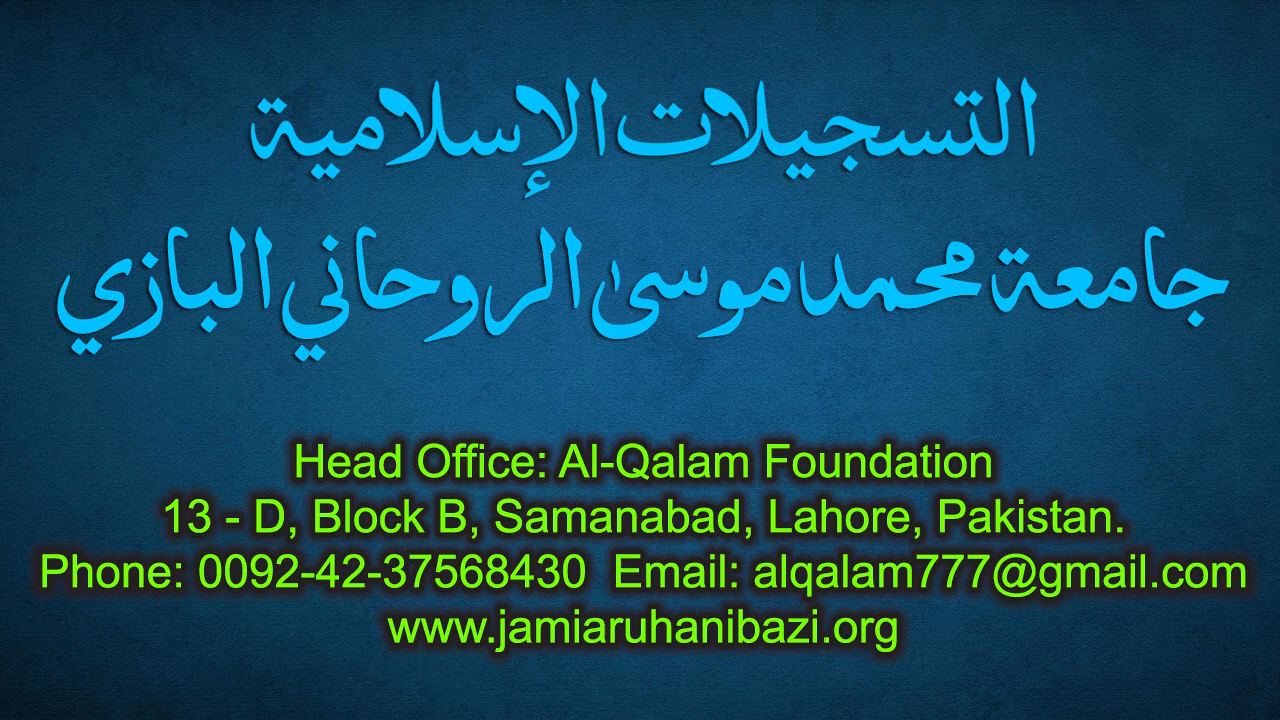 التسجيلات الإسلامية
جامعة محمد موسىٰ الروحاني البازي
Head Office: Al-Qalam Foundation
13 - D, Block B, Samanabad, Lahore, Pakistan.
Phone: 0092-42-37568430  Email: alqalam777@gmail.com
www.jamiaruhanibazi.org